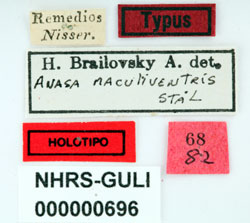 Remedios
Nisser.
Typus
H. Brailovsky A. det.
ANASA MACULIVENTRIS
STÅL
HOLOTIPO
68
82
NHRS-GULI
000000696